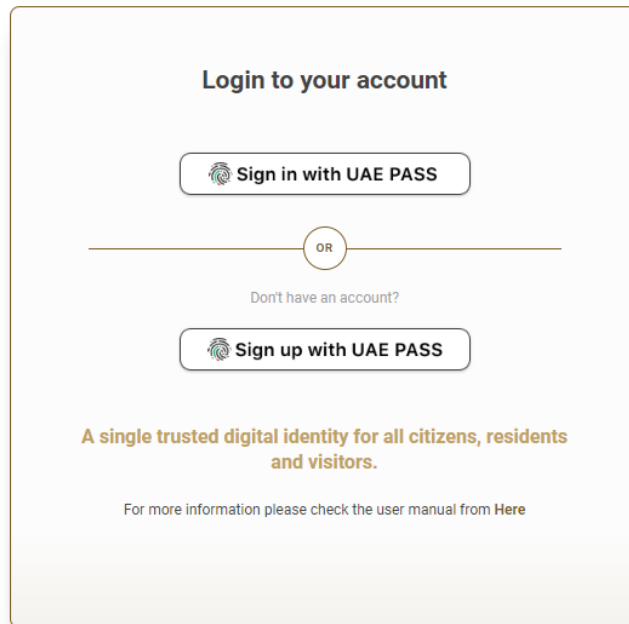 Login to your account
Sign in with UAE PASS
OR
Don't have an account?
Sign up with UAE PASS
A single trusted digital identity for all citizens, residents
and visitors.
For more information please check the user manual from Here